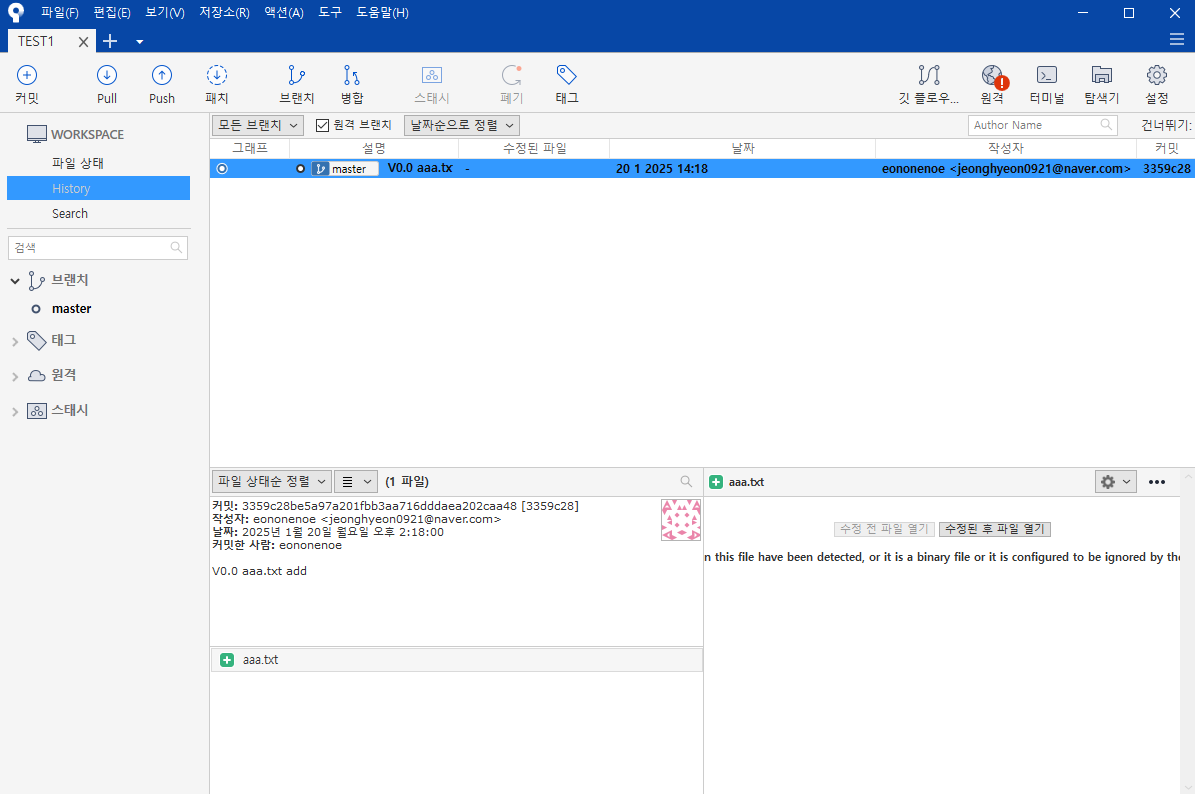 파일(F) 편집(E) 보기(V) 저장소(R) 액션(A) 도구 도움말(H)
TEST1
커밋 Pull Push 패치 브랜치 병합 스태시 폐기 태그 깃 플로우... 원격 터미널 탐색기 설정
WORKSPACE
파일 상태
History
Search
검색
브랜치
master
태그
원격
스태시
모든 브랜치 원격 브랜치 날짜순으로 정렬 Author Name 건너뛰기:
그래프 설명 수정된 파일 날짜 작성자 커밋
master V0.0 aaa.tx - 20 1 2025 14:18 eononenoe <jeonghyeon0921@naver.com> 3359c28
파일 상태순 정렬 (1 파일)
커밋: 3359c28be5a97a201fbb3aa716dddaea202caa48 [3359c28]
작성자: eononenoe <jeonghyeon0921@naver.com>
날짜: 2025년 1월 20일 월요일 오후 2:18:00
커밋한 사람: eononenoe
V0.0 aaa.txt add
aaa.txt
aaa.txt
수정 전 파일 열기 수정된 후 파일 열기
n this file have been detected, or it is a binary file or it is configured to be ignored by the